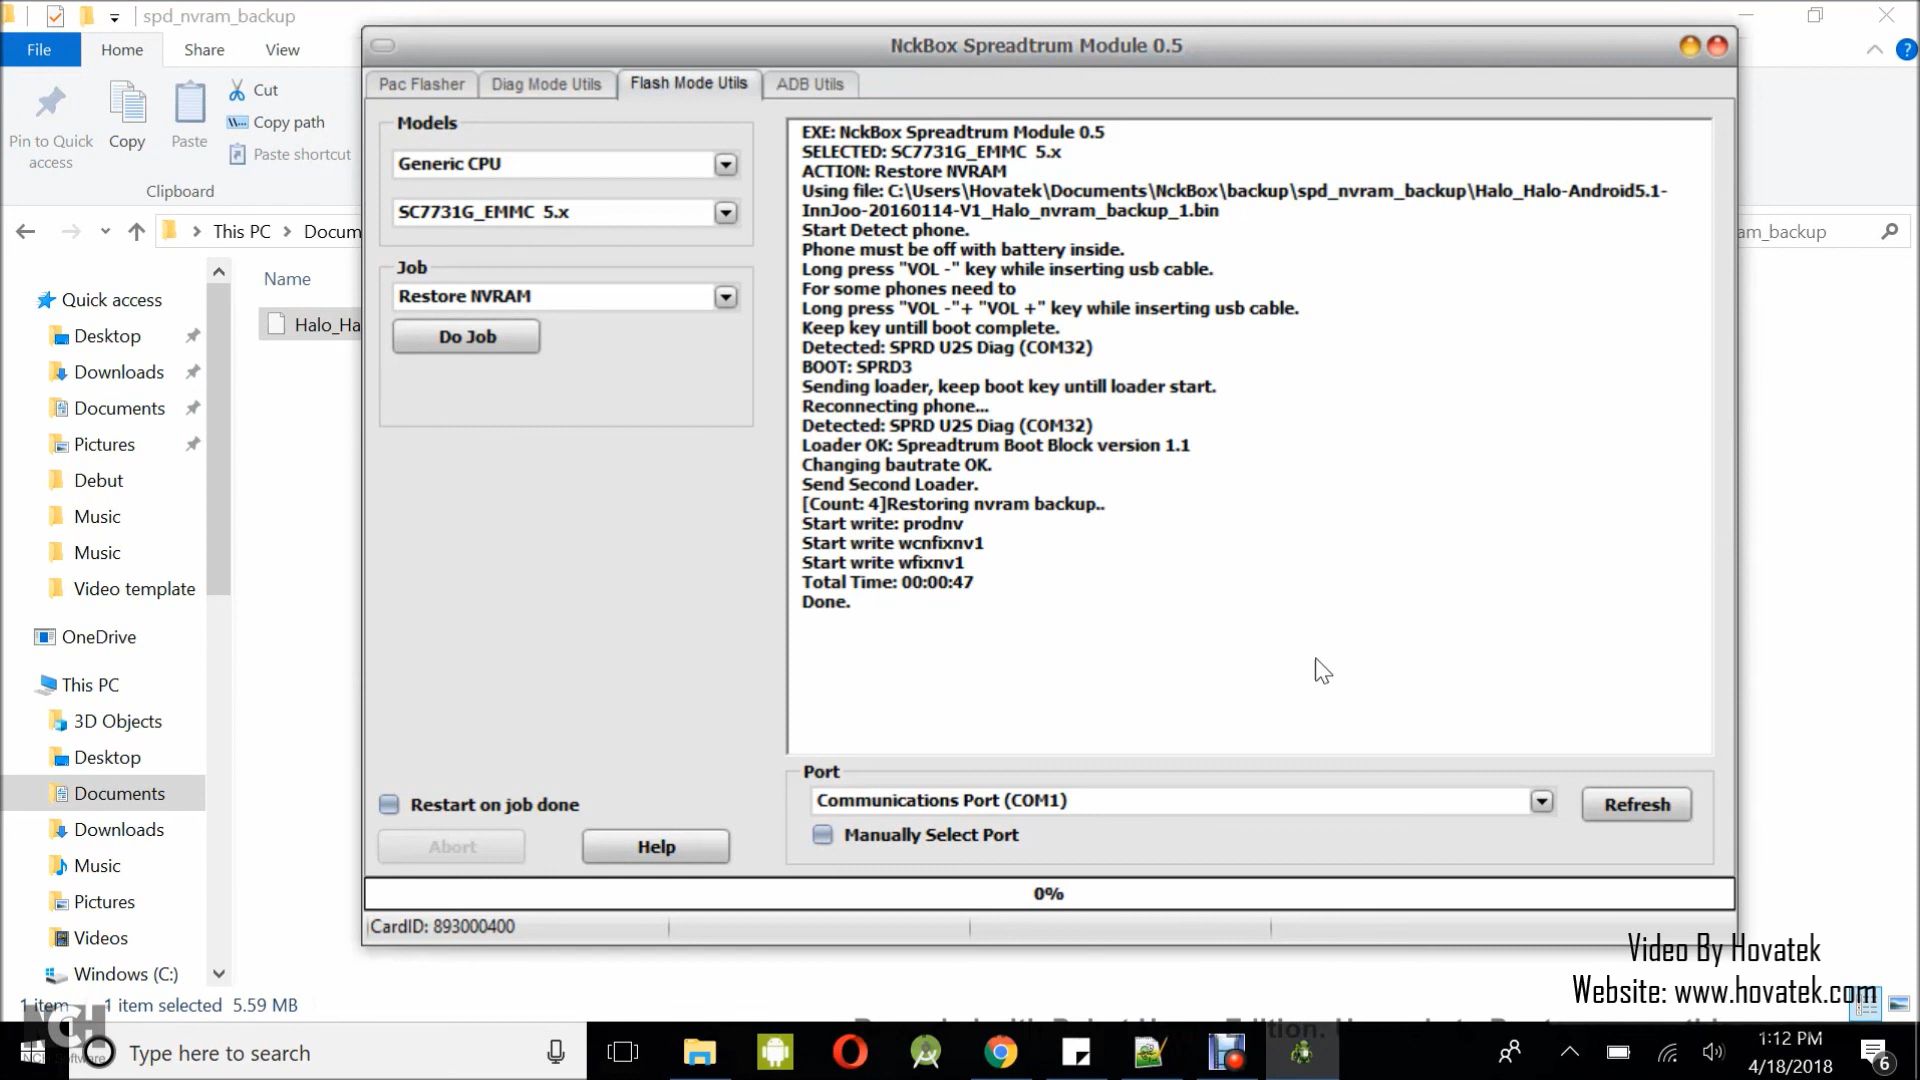 spd_nvram_backup
File
Home
Share
View
Pin to Quick access
Copy
Paste
Cut
Copy path
Paste shortcut
Clipboard
This PC
Docum
am_backup
Name
Halo_Ha
Quick access
Desktop
Downloads
Documents
Pictures
Debut
Music
Music
Video template
OneDrive
This PC
3D Objects
Desktop
Documents
Downloads
Music
Pictures
Videos
Windows (C:)
1 item
1 item selected 5.59 MB
NckBox Spreadtrum Module 0.5
Pac Flasher
Diag Mode Utils
Flash Mode Utils
ADB Utils
Models
Generic CPU
SC7731G_EMMC 5.x
Job
Restore NVRAM
Do Job
EXE: NckBox Spreadtrum Module 0.5
SELECTED: SC7731G_EMMC 5.x
ACTION: Restore NVRAM
Using file: C:\Users\Hovatek\Documents\NckBox\backup\spd_nvram_backup\Halo_Halo-Android5.1-
InnJoo-20160114-V1_Halo_nvram_backup_1.bin
Start Detect phone.
Phone must be off with battery inside.
Long press "VOL -" key while inserting usb cable.
For some phones need to
Long press "VOL -"+ "VOL +" key while inserting usb cable.
Keep key untill boot complete.
Detected: SPRD U2S Diag (COM32)
BOOT: SPRD3
Sending loader, keep boot key untill loader start.
Reconnecting phone...
Detected: SPRD U2S Diag (COM32)
Loader OK: Spreadtrum Boot Block version 1.1
Changing bautrate OK.
Send Second Loader.
[Count: 4]Restoring nvram backup..
Start write: prodnv
Start write wcnfixnv1
Start write wfixnv1
Total Time: 00:00:47
Done.
Restart on job done
Abort
Help
Port
Communications Port (COM1)
Manually Select Port
Refresh
0%
CardID: 893000400
Video By Hovatek
Website: www.hovatek.com
NCH
Software
Type here to search
1:12 PM
4/18/2018
6